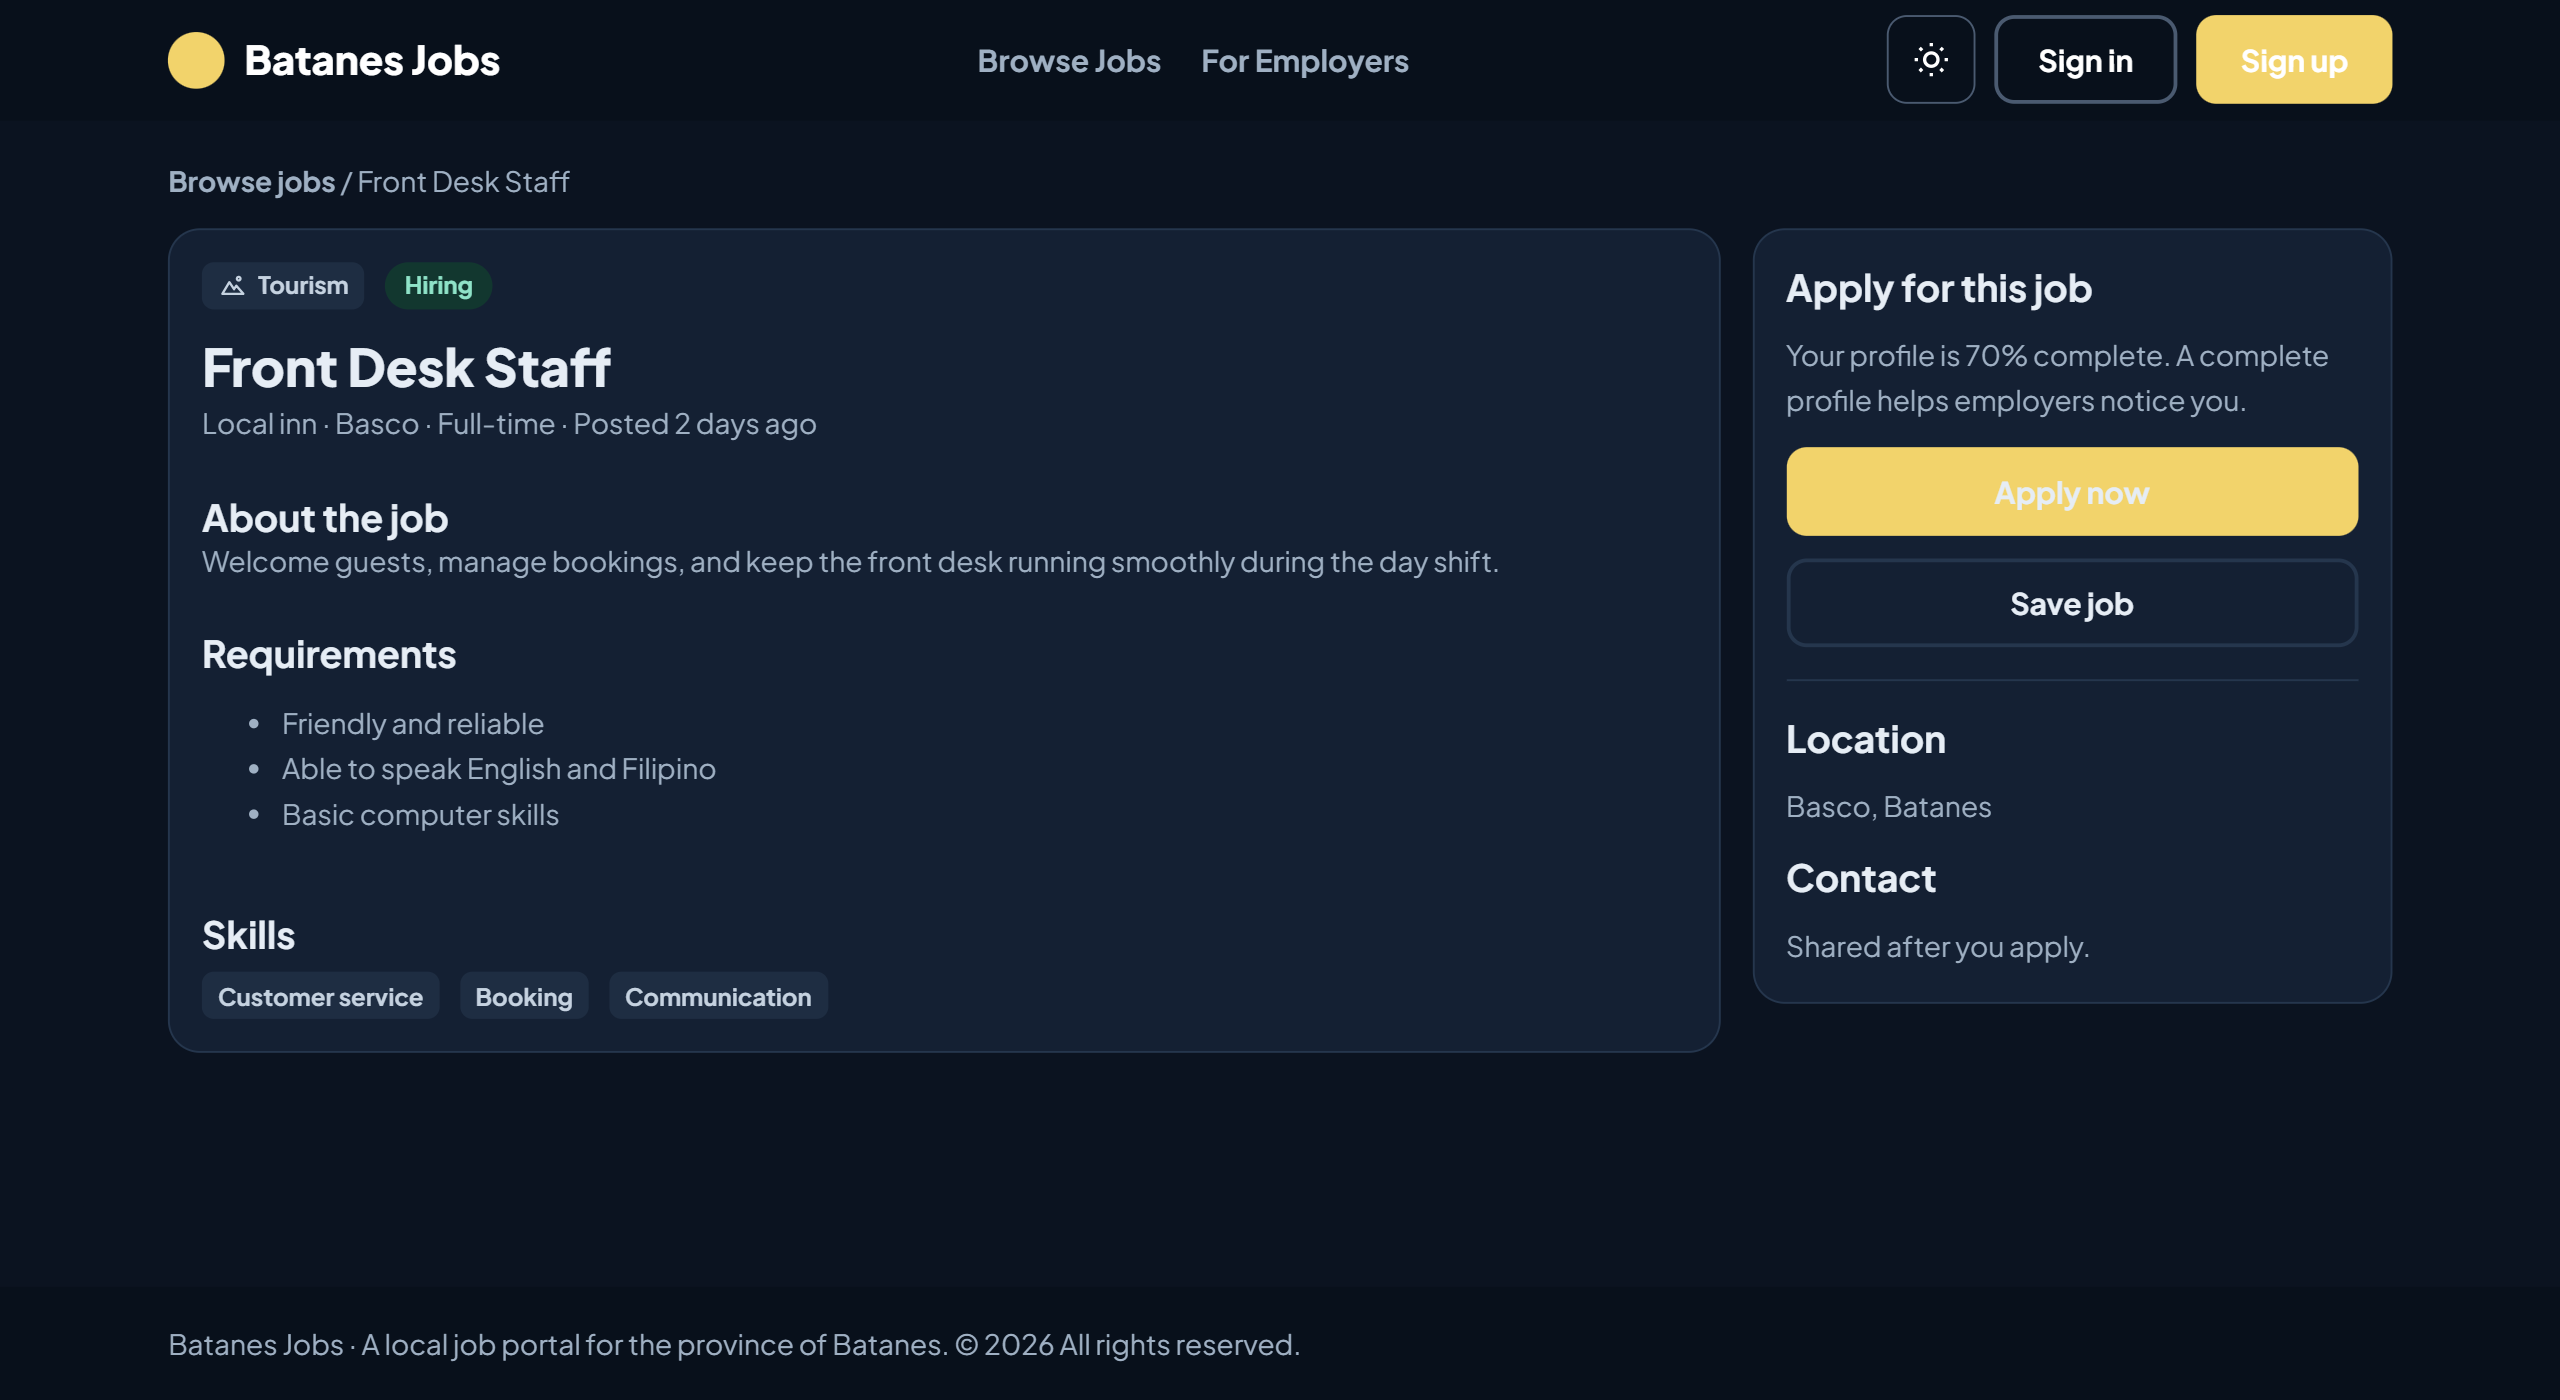 Batanes Jobs
Browse Jobs
For Employers
Sign in
Sign up
Browse jobs / Front Desk Staff
Tourism
Hiring
Front Desk Staff
Local inn · Basco · Full-time · Posted 2 days ago
About the job
Welcome guests, manage bookings, and keep the front desk running smoothly during the day shift.
Requirements
• Friendly and reliable
• Able to speak English and Filipino
• Basic computer skills
Skills
Customer service
Booking
Communication
Apply for this job
Your profile is 70% complete. A complete
profile helps employers notice you.
Apply now
Save job
Location
Basco, Batanes
Contact
Shared after you apply.
Batanes Jobs · A local job portal for the province of Batanes. © 2026 All rights reserved.